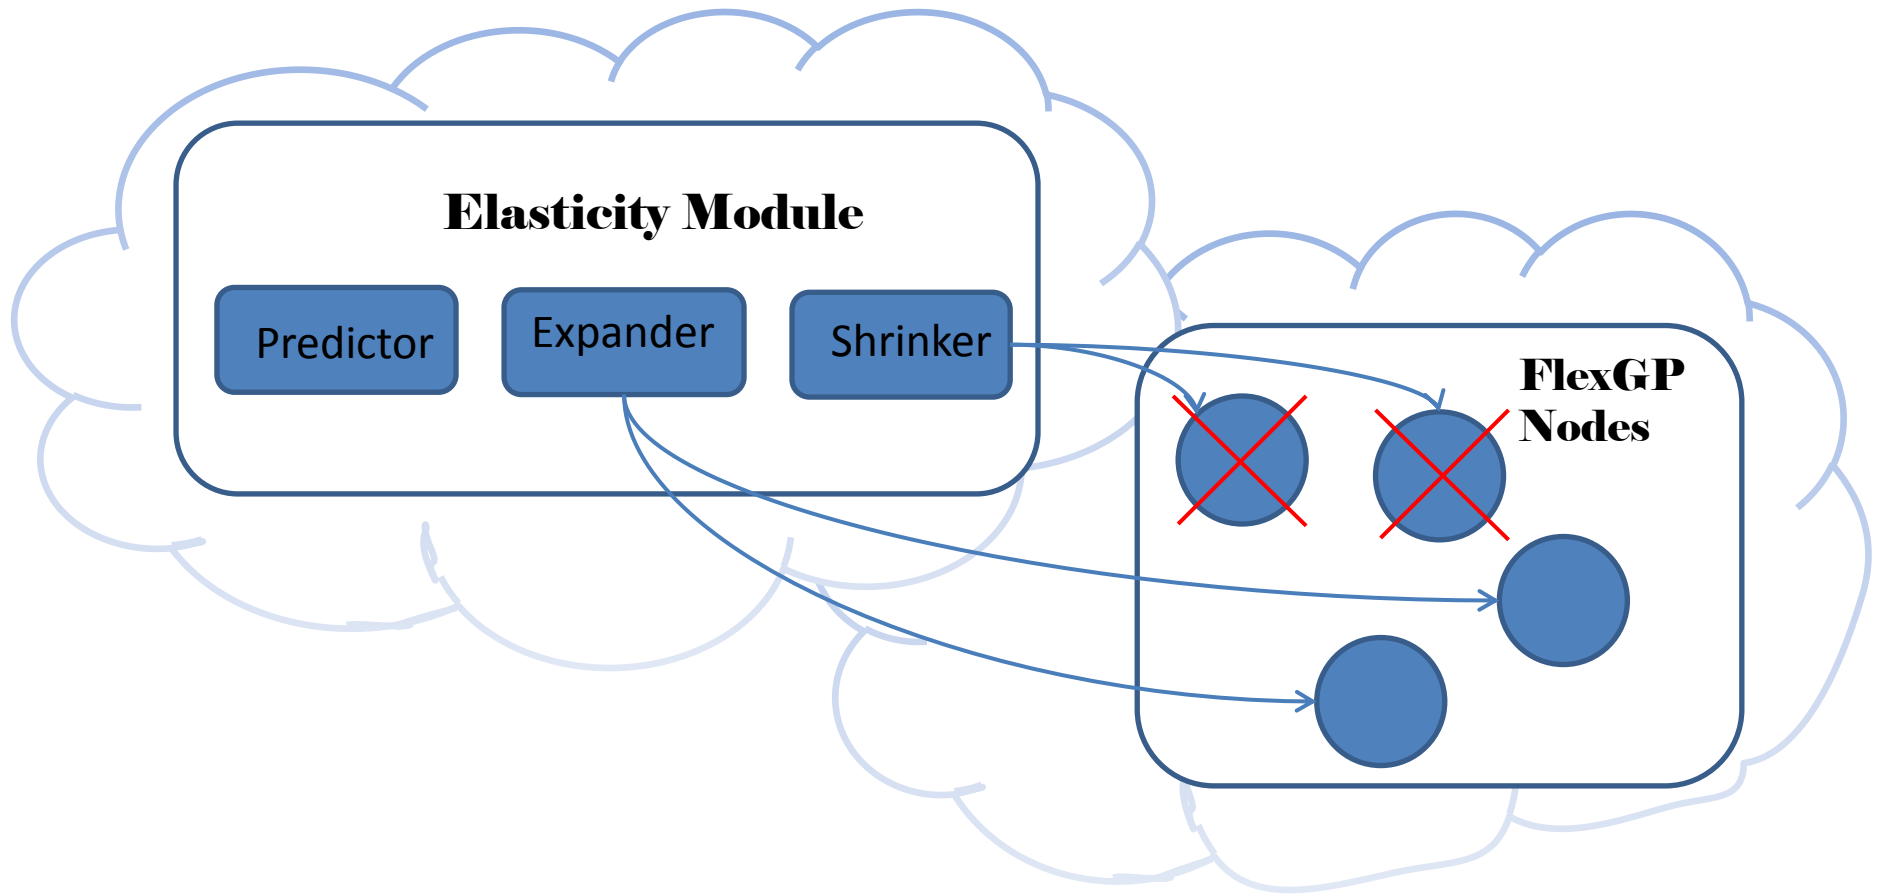 Elasticity Module
Predictor
Expander
Shrinker
FlexGP
Nodes